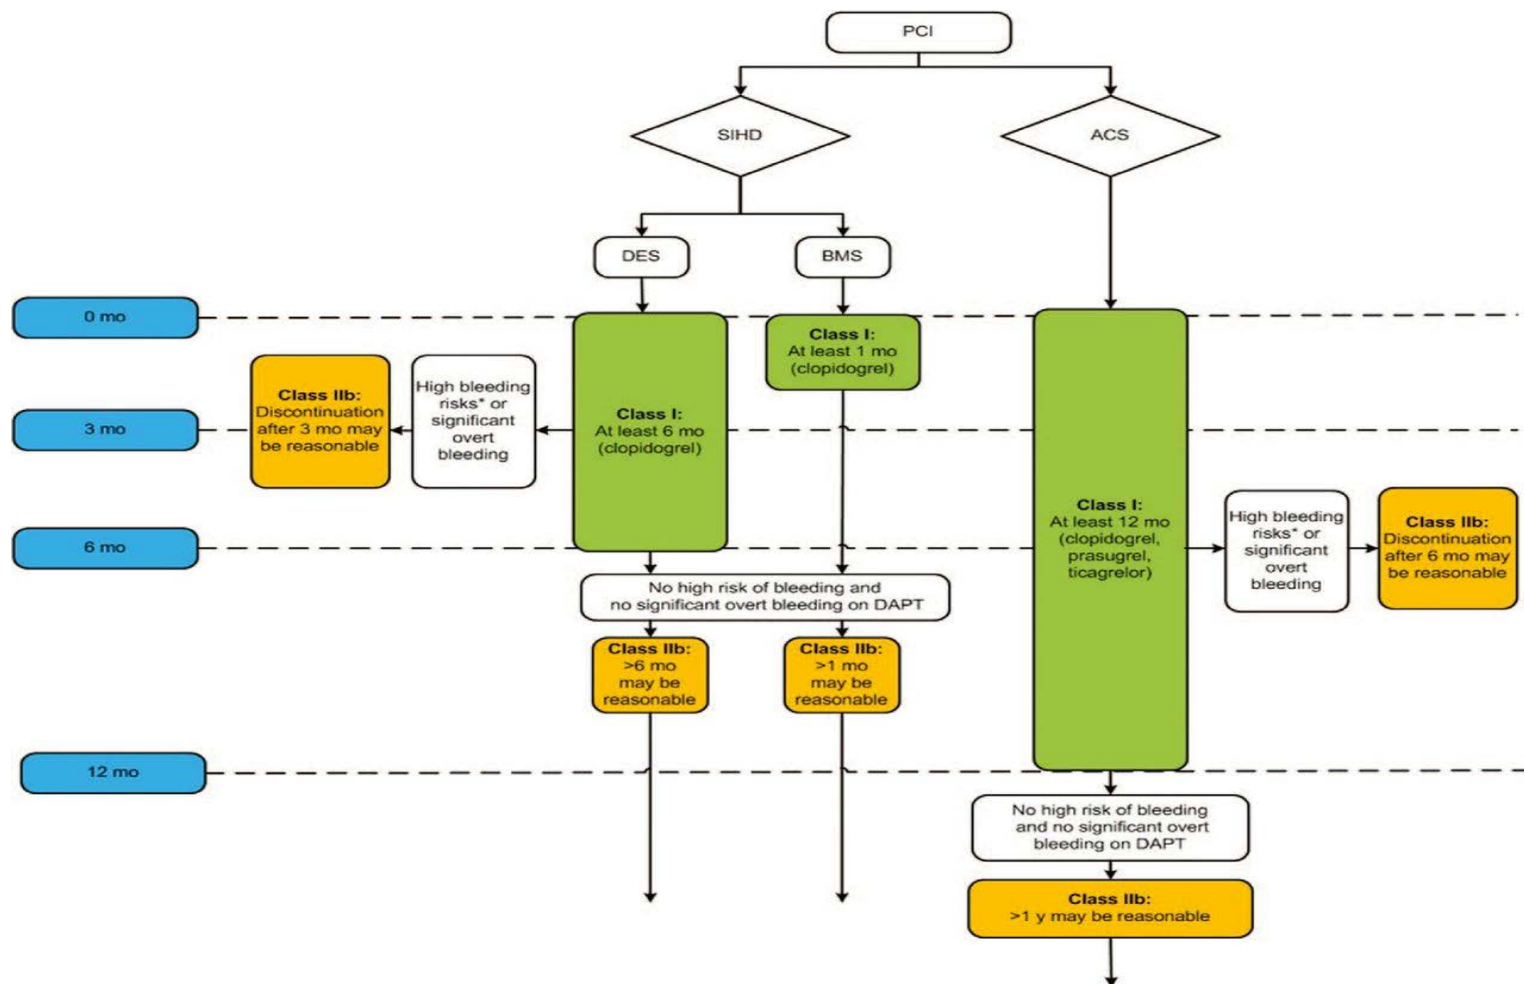 PCI
SIHD
ACS
DES
BMS
0 mo
Class I:
At least 1 mo
(clopidogrel)
Class IIb:
Discontinuation
after 3 mo may
be reasonable
High bleeding
risks* or
significant
overt
bleeding
Class I:
At least 6 mo
(clopidogrel)
3 mo
Class I:
At least 12 mo
(clopidogrel,
prasugrel,
ticagrelor)
High bleeding
risks* or
significant
overt
bleeding
Class IIb:
Discontinuation
after 6 mo may
be reasonable
6 mo
No high risk of bleeding and
no significant overt bleeding on DAPT
Class IIb:
>6 mo
may be
reasonable
Class IIb:
>1 mo
may be
reasonable
12 mo
No high risk of bleeding
and no significant overt
bleeding on DAPT
Class IIb:
>1 y may be reasonable